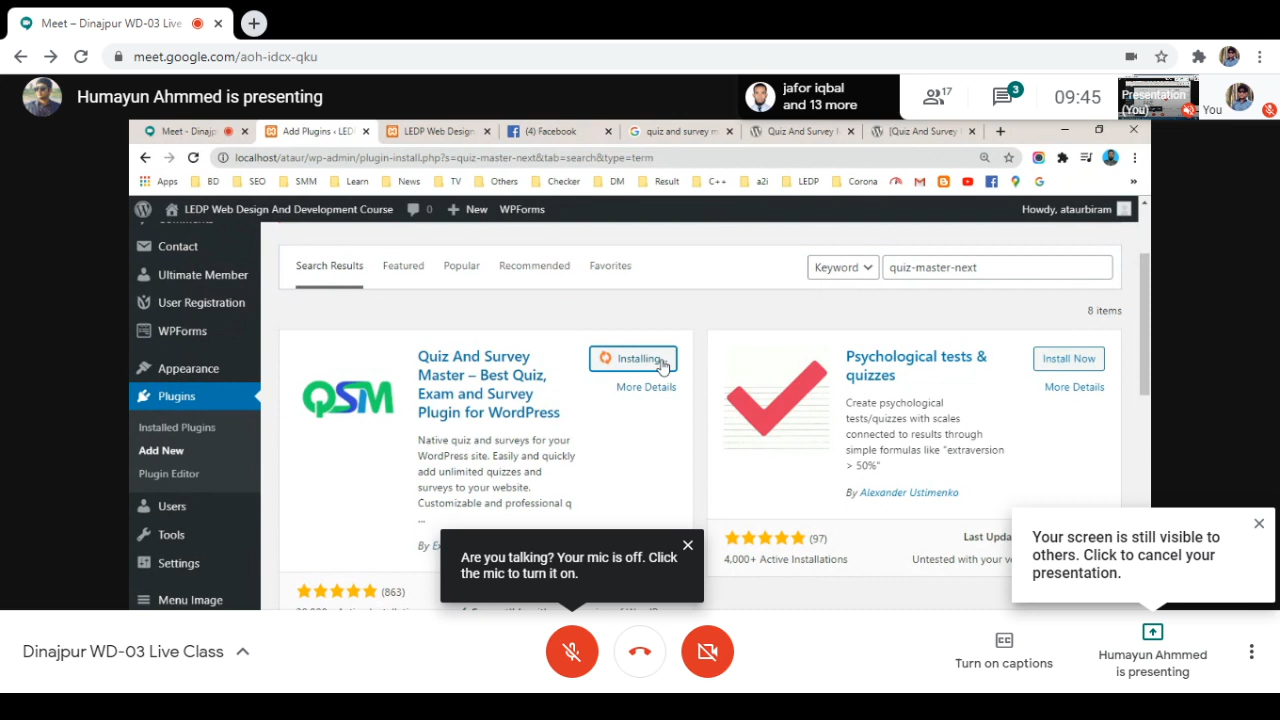 Meet – Dinajpur WD-03 Live
meet.google.com/aoh-idcx-qku
Humayun Ahmmed is presenting
jafor iqbal
and 13 more
17
3
09:45
Presentation
(You)
You
Meet - Dinajp
Add Plugins ‹ LED
LEDP Web Design
(4) Facebook
quiz and survey m
Quiz And Survey
[Quiz And Survey
localhost/ataur/wp-admin/plugin-install.php?s=quiz-master-next&tab=search&type=term
Apps
BD
SEO
SMM
Learn
News
TV
Others
Checker
DM
Result
C++
a2i
LEDP
Corona
»
LEDP Web Design And Development Course
0
New
WPForms
Howdy, ataurbiram
Contact
Ultimate Member
User Registration
WPForms
Appearance
Plugins
Installed Plugins
Add New
Plugin Editor
Users
Tools
Settings
Menu Image
Search Results
Featured
Popular
Recommended
Favorites
Keyword
quiz-master-next
8 items
QSM
Quiz And Survey
Master – Best Quiz,
Exam and Survey
Plugin for WordPress
Installing
More Details
Native quiz and surveys for your
WordPress site. Easily and quickly
add unlimited quizzes and
surveys to your website.
Customizable and professional q
...
By
(863)
Psychological tests &
quizzes
Install Now
More Details
Create psychological
tests/quizzes with scales
connected to results through
simple formulas like "extraversion
> 50%"
By Alexander Ustimenko
(97)
Last Upda
4,000+ Active Installations
Untested with your v
Are you talking? Your mic is off. Click
the mic to turn it on.
Your screen is still visible to
others. Click to cancel your
presentation.
Dinajpur WD-03 Live Class
CC
Turn on captions
Humayun Ahmmed
is presenting